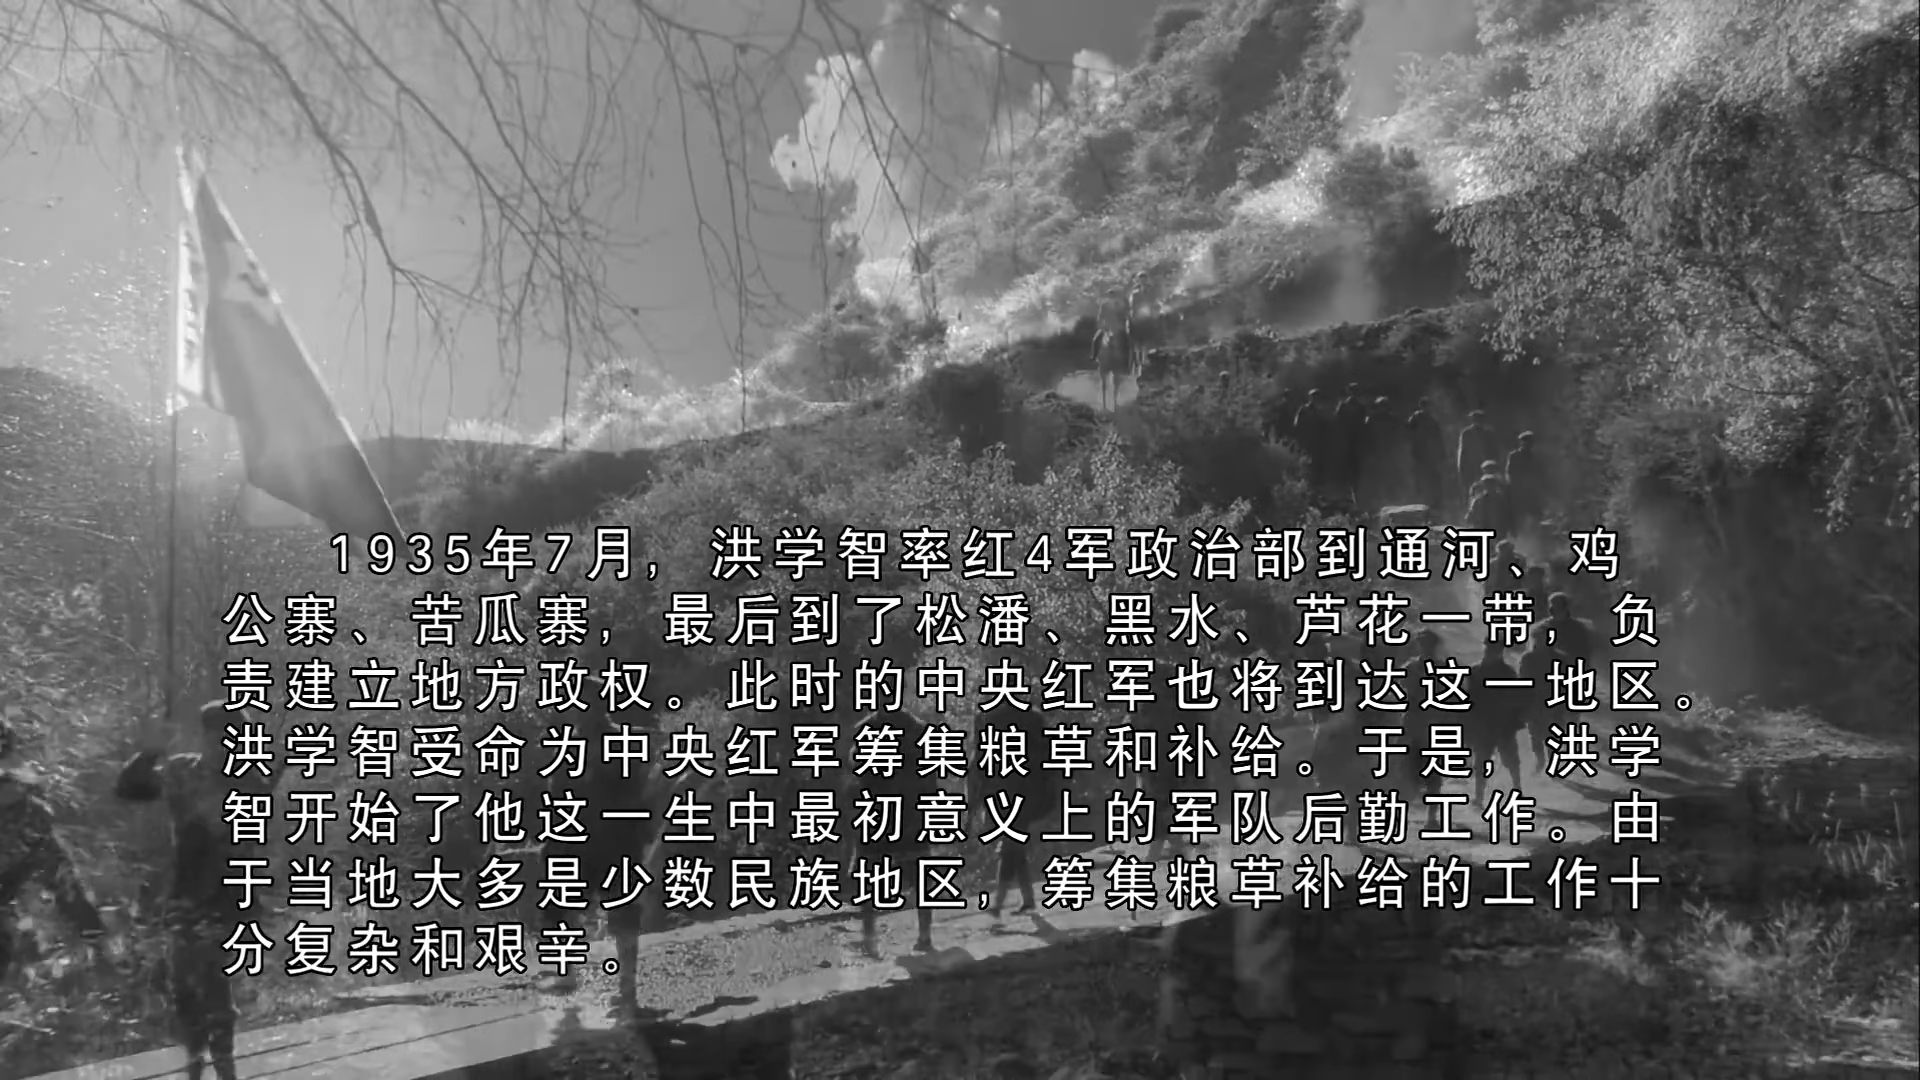 1935年7月，洪学智率红4军政治部到通河、鸡
公寨、苦瓜寨，最后到了松潘、黑水、芦花一带，负
责建立地方政权。此时的中央红军也将到达这一地区。
洪学智受命为中央红军筹集粮草和补给。于是，洪学
智开始了他这一生中最初意义上的军队后勤工作。由
于当地大多是少数民族地区，筹集粮草补给的工作十
分复杂和艰辛。